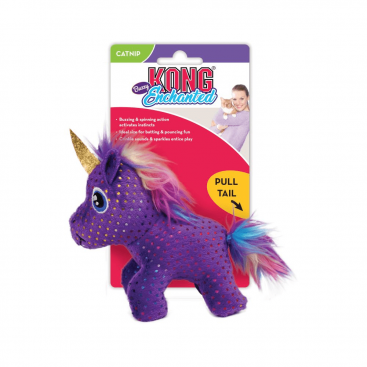 CATNIP
Buzzy
KONG
Enchanted
• Buzzing & spinning action
activates instincts
• Ideal size for batting & pouncing fun
• Crinkle sounds & sparkles entice play
PULL
TAIL